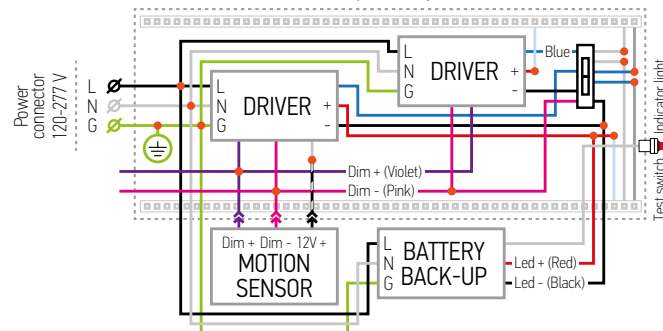 Power
connector
120-277 V
L
N
G
L
N
G
DRIVER
+
-
L
N
G
DRIVER
+
-
Blue
Dim + (Violet)
Dim - (Pink)
Dim + Dim - 12V +
MOTION
SENSOR
L
N
G
BATTERY
BACK-UP
Led + (Red)
Led - (Black)
Test switch
Indicator light